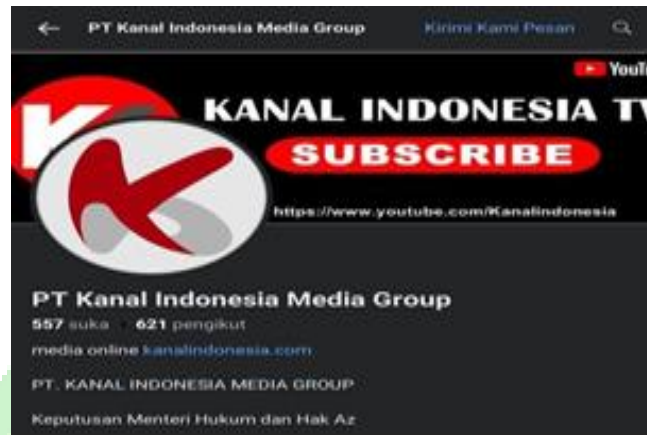 PT Kanal Indonesia Media Group Kirimi Kami Pesan
YouTu
KANAL INDONESIA TV
SUBSCRIBE
https://www.youtube.com/Kanalindonesia
PT Kanal Indonesia Media Group
557 suka 621 pengikut
media online kanalindonesia.com
PT. KANAL INDONESIA MEDIA GROUP
Keputusan Menteri Hukum dan Hak Az